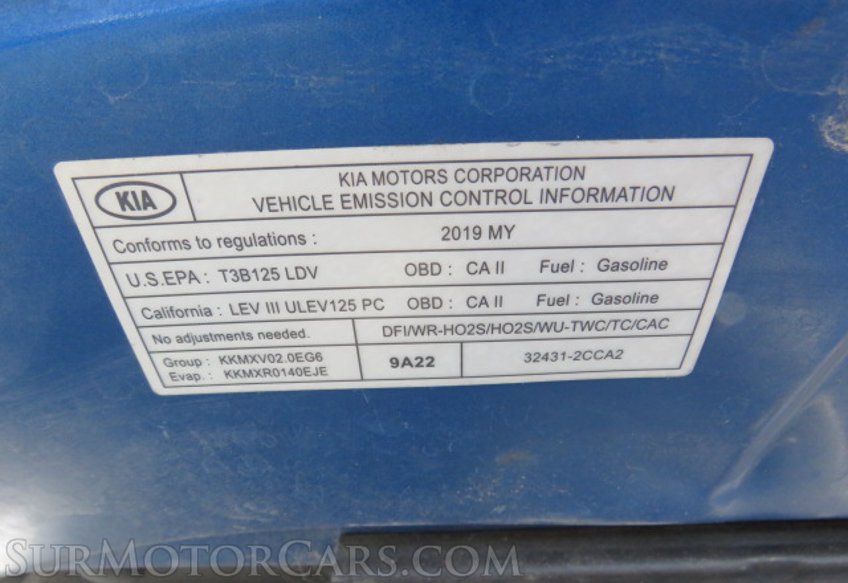 KIA
KIA MOTORS CORPORATION
VEHICLE EMISSION CONTROL INFORMATION
Conforms to regulations : 2019 MY
U.S.EPA : T3B125 LDV OBD : CA II Fuel : Gasoline
California : LEV III ULEV125 PC OBD : CA II Fuel : Gasoline
No adjustments needed. DFI/WR-HO2S/HO2S/WU-TWC/TC/CAC
Group : KKMXV02.0EG6
Evap. : KKMXR0140EJE
9A22
32431-2CCA2
SurMotorCars.com